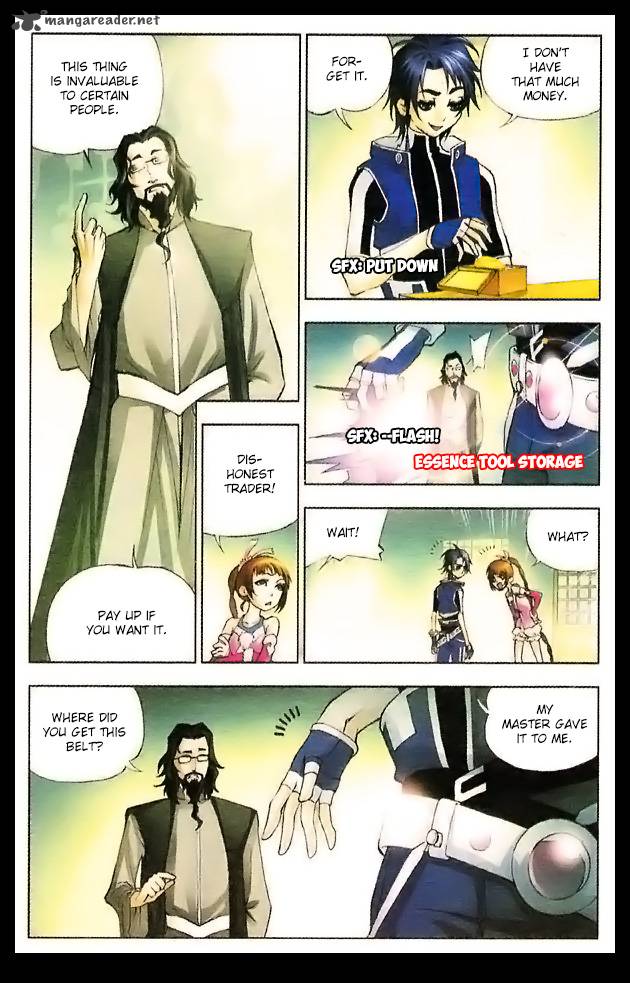 mangareader.net
THIS THING
IS INVALUABLE
TO CERTAIN
PEOPLE.
PAY UP IF
YOU WANT IT.
FOR-
GET IT.
I DON'T
HAVE
THAT MUCH
MONEY.
SFX: PUT DOWN
SFX: --FLASH!
ESSENCE TOOL STORAGE
DIS-
HONEST
TRADER!
WAIT!
WHAT?
WHERE DID
YOU GET THIS
BELT?
MY
MASTER GAVE
IT TO ME.